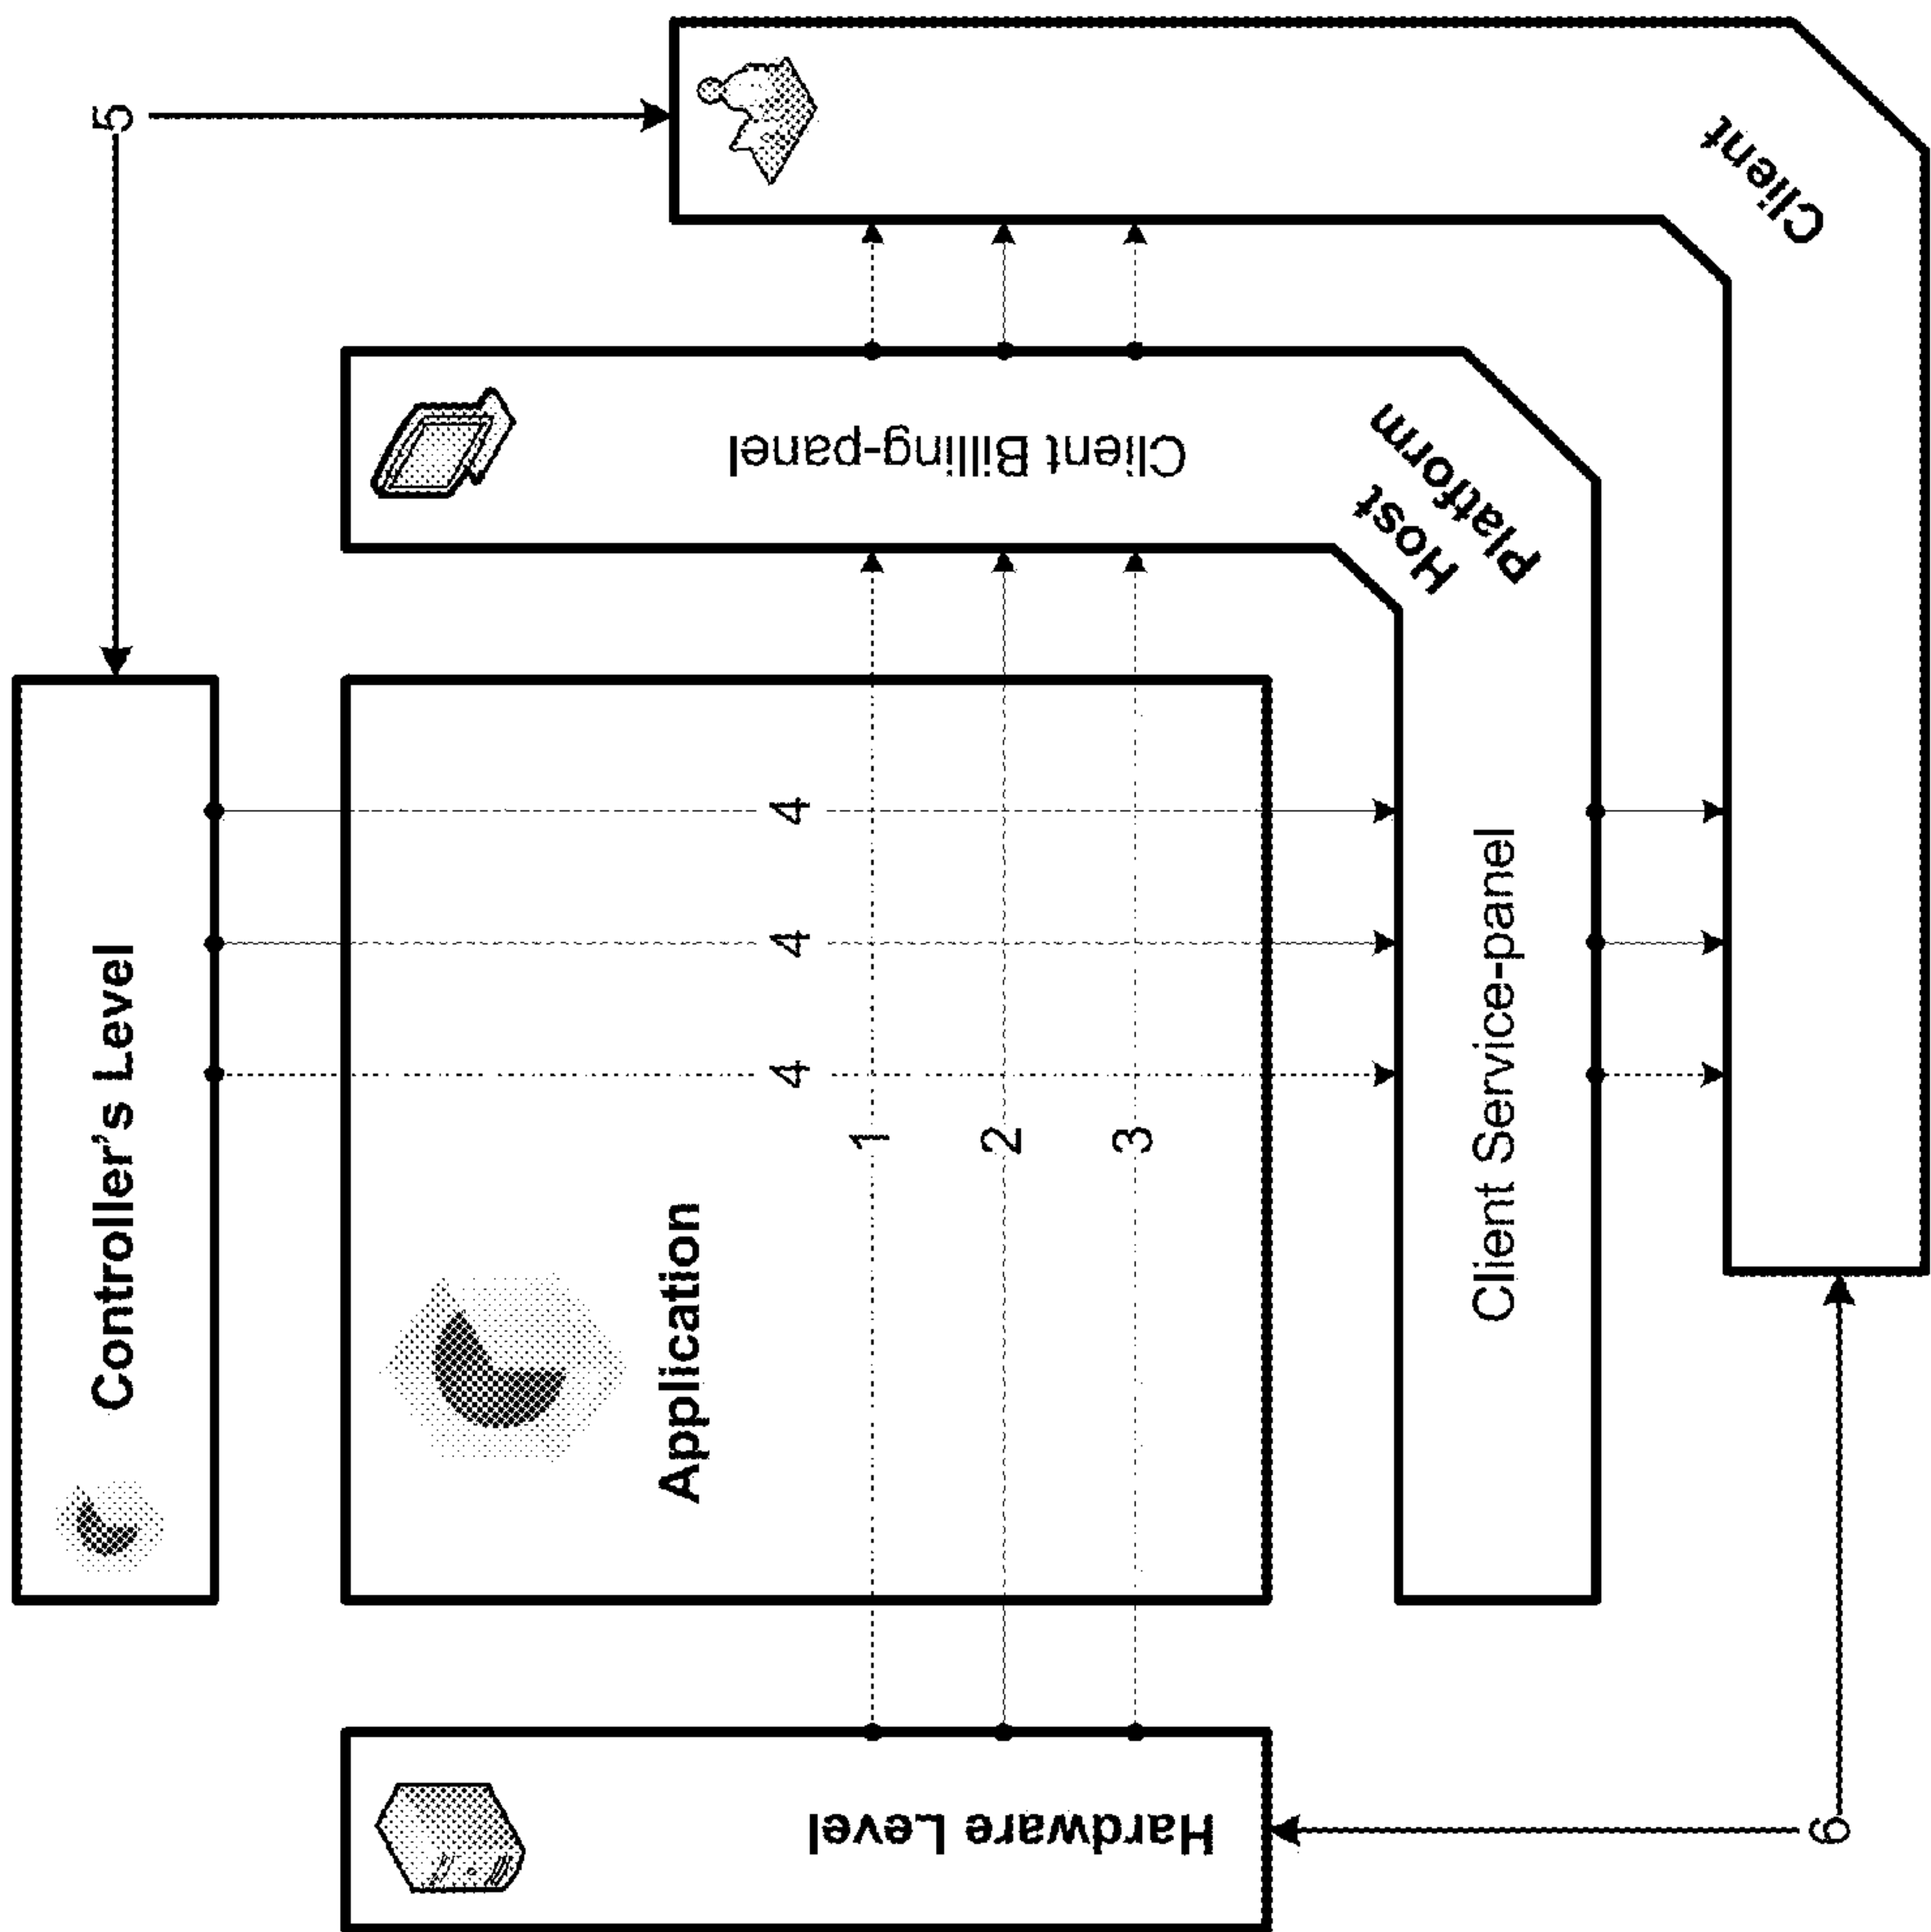 Controller's Level
5
Application
4
4
4
1
2
3
Hardware Level
Client Billing-panel
Host
Platform
Client Service-panel
Client
6